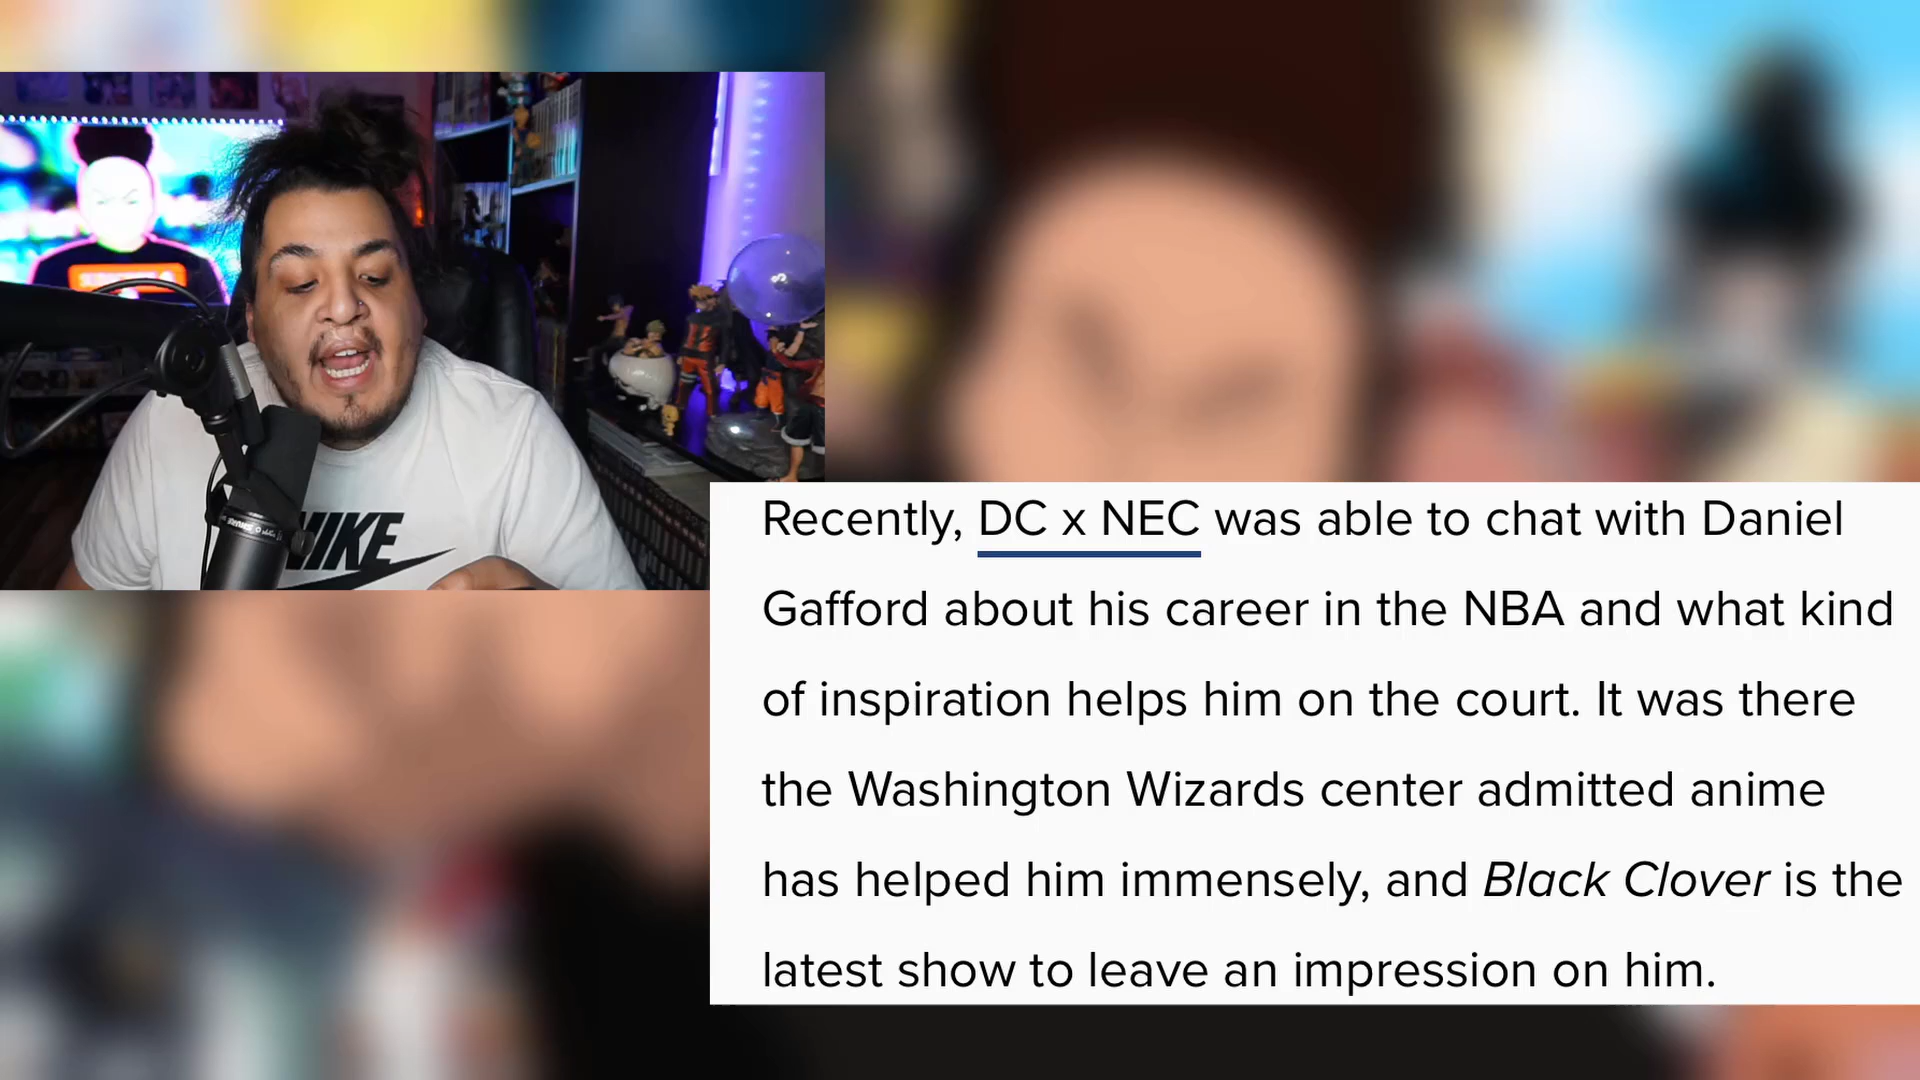 NIKE
Recently, DC x NEC was able to chat with Daniel
Gafford about his career in the NBA and what kind
of inspiration helps him on the court. It was there
the Washington Wizards center admitted anime
has helped him immensely, and Black Clover is the
latest show to leave an impression on him.